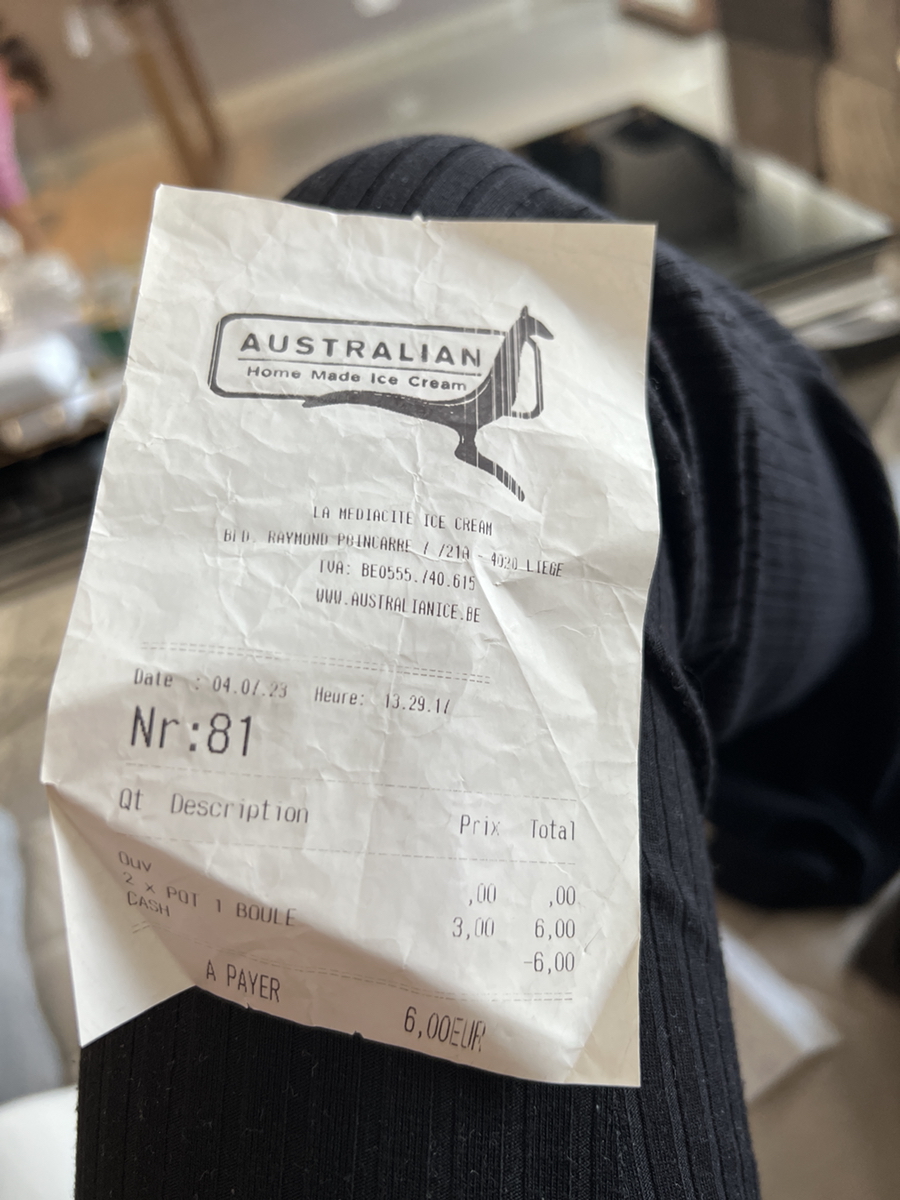 AUSTRALIAN
Home Made Ice Cream
LA MEDIACITE ICE CREAM
BLD. RAYMOND POINCARRE / /210 - 4020 LIEGE
TVA: BE0555.740.615
WWW.AUSTRALIANICE.BE
Date : 04.07.23 Heure: 13.29.17
Nr:81
Qt Description Prix Total
Ouv ,00 ,00
2 x POT 1 BOULE 3,00 6,00
CASH -6,00
A PAYER 6,00EUR